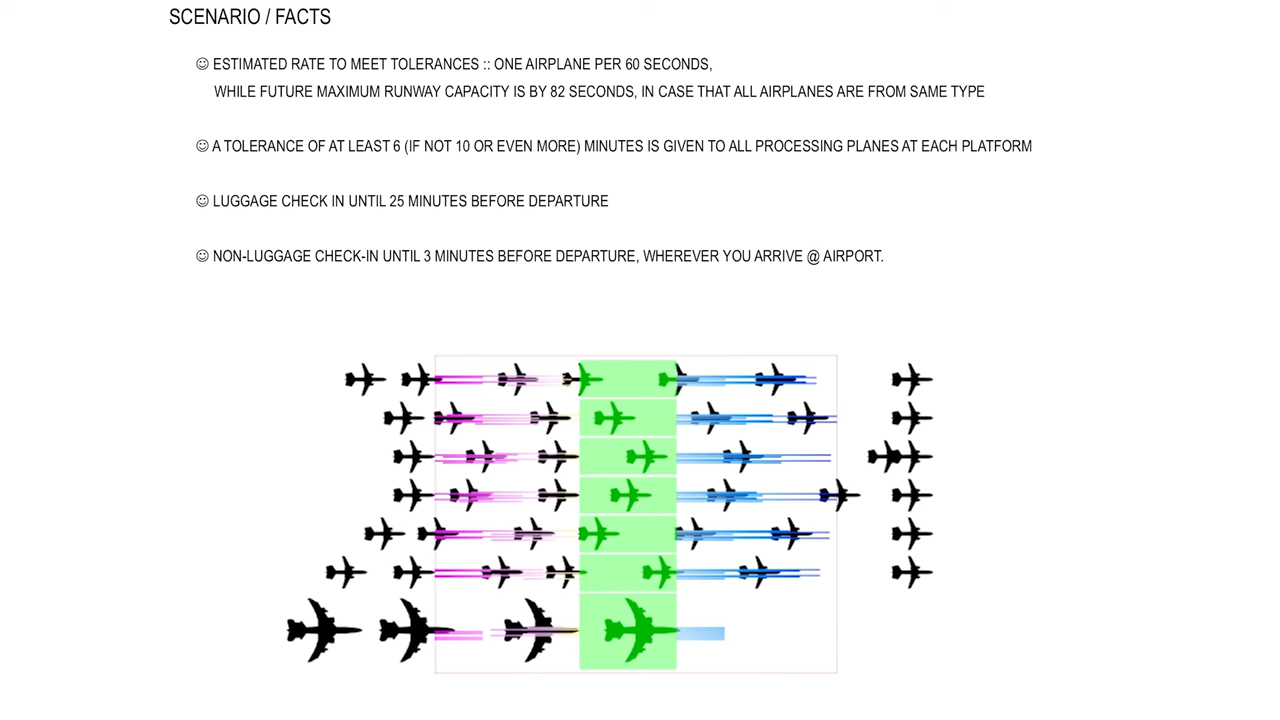 SCENARIO / FACTS
☺ ESTIMATED RATE TO MEET TOLERANCES :: ONE AIRPLANE PER 60 SECONDS,
WHILE FUTURE MAXIMUM RUNWAY CAPACITY IS BY 82 SECONDS, IN CASE THAT ALL AIRPLANES ARE FROM SAME TYPE
☺ A TOLERANCE OF AT LEAST 6 (IF NOT 10 OR EVEN MORE) MINUTES IS GIVEN TO ALL PROCESSING PLANES AT EACH PLATFORM
☺ LUGGAGE CHECK IN UNTIL 25 MINUTES BEFORE DEPARTURE
☺ NON-LUGGAGE CHECK-IN UNTIL 3 MINUTES BEFORE DEPARTURE, WHEREVER YOU ARRIVE @ AIRPORT.